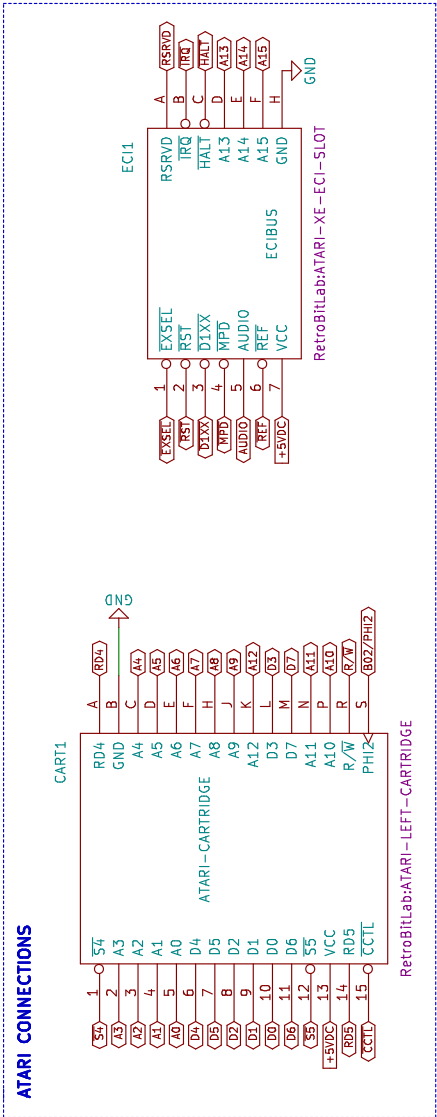 ATARI CONNECTIONS
CART1
ATARI-CARTRIDGE
RetroBitLab:ATARI-LEFT-CARTRIDGE
S4 1 S4
A3 2 A3
A2 3 A2
A1 4 A1
A0 5 A0
D4 6 D4
D5 7 D5
D2 8 D2
D1 9 D1
D0 10 D0
D6 11 D6
S5 12 S5
+5VDC 13 VCC
RD5 14 RD5
CCTL 15 CCTL
RD4 A RD4
GND B GND
A4 C A4
A5 D A5
A6 E A6
A7 F A7
A8 H A8
A9 J A9
A12 K A12
D3 L D3
D7 M D7
A11 N A11
A10 P A10
R/W R R/W
PHI2 S B02/PHI2
ECI1
ECIBUS
RetroBitLab:ATARI-XE-ECI-SLOT
EXSEL 1 EXSEL
RST 2 RST
D1XX 3 D1XX
MPD 4 MPD
AUDIO 5 AUDIO
REF 6 REF
+5VDC 7 VCC
RSRVD A RSRVD
IRQ B IRQ
HALT C HALT
A13 D A13
A14 E A14
A15 F A15
GND H GND